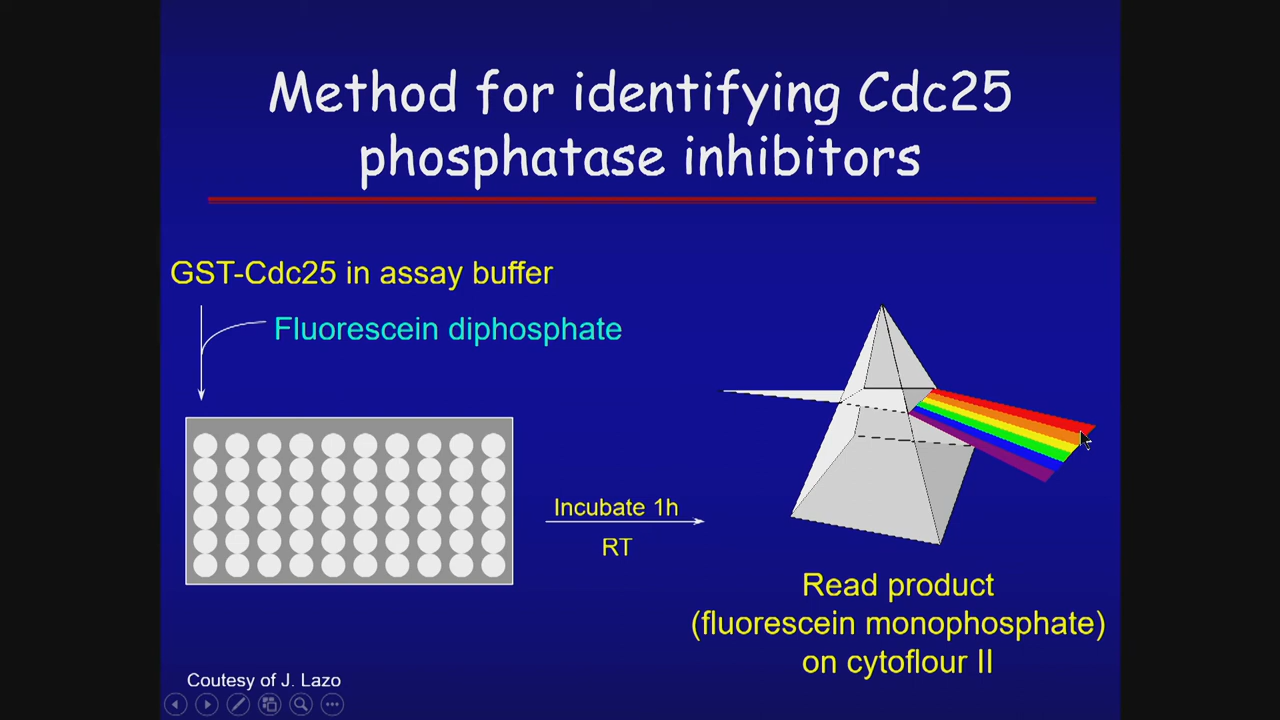 Method for identifying Cdc25
phosphatase inhibitors
GST-Cdc25 in assay buffer
Fluorescein diphosphate
Incubate 1h
RT
Read product
(fluorescein monophosphate)
on cytoflour II
Coutesy of J. Lazo